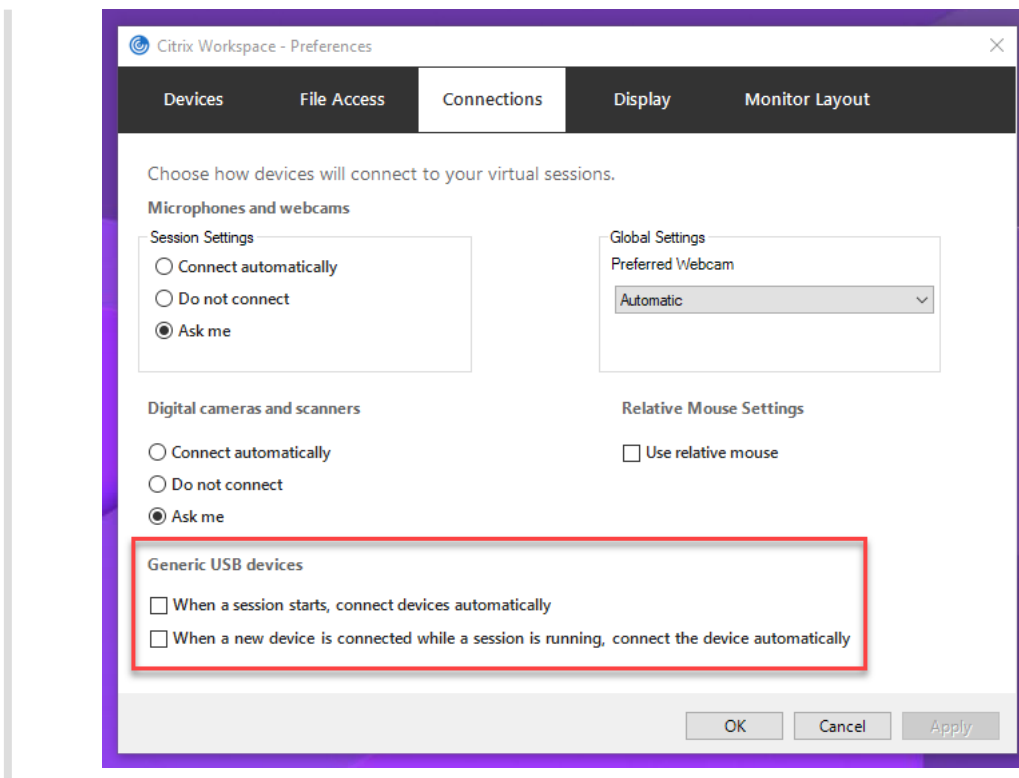 Citrix Workspace - Preferences
Devices File Access Connections Display Monitor Layout
Choose how devices will connect to your virtual sessions.
Microphones and webcams
Session Settings
Connect automatically
Do not connect
Ask me
Global Settings
Preferred Webcam
Automatic
Digital cameras and scanners
Connect automatically
Do not connect
Ask me
Relative Mouse Settings
Use relative mouse
Generic USB devices
When a session starts, connect devices automatically
When a new device is connected while a session is running, connect the device automatically
OK Cancel Apply